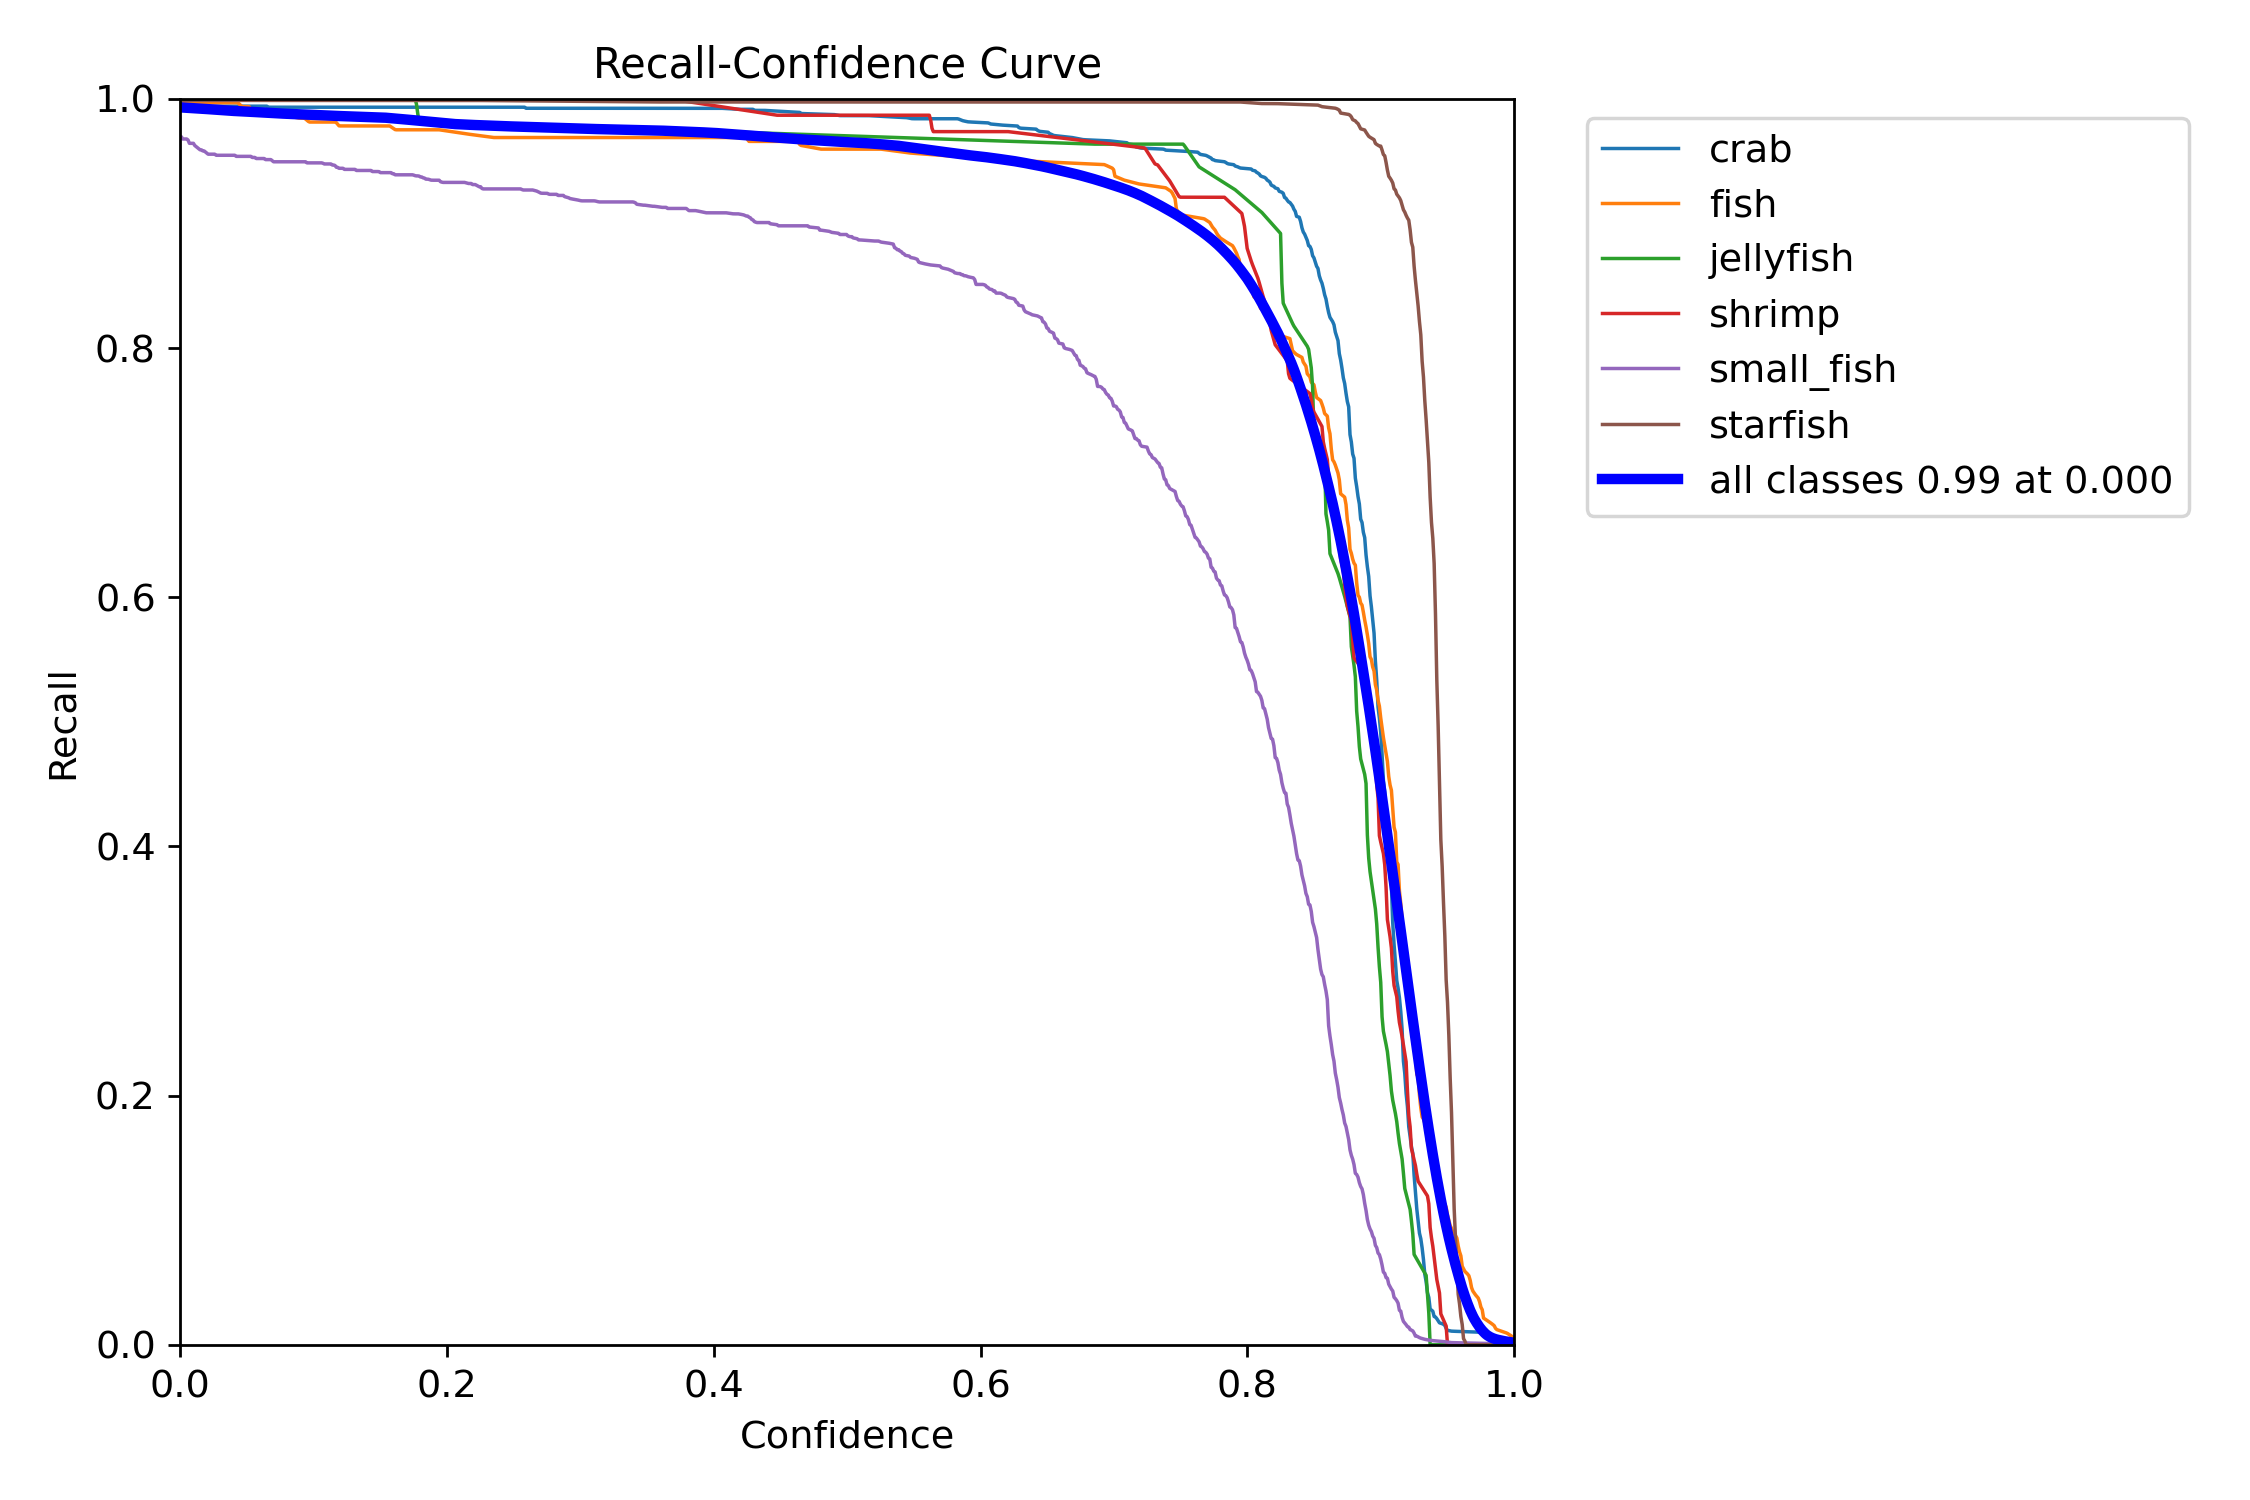 Recall-Confidence Curve
1.0
0.8
0.6
0.4
0.2
0.0
Recall
0.0 0.2 0.4 0.6 0.8 1.0
Confidence
crab
fish
jellyfish
shrimp
small_fish
starfish
all classes 0.99 at 0.000